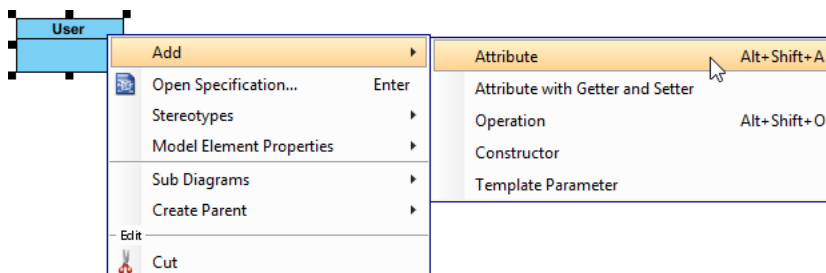 User
Add
Open Specification... Enter
Stereotypes
Model Element Properties
Sub Diagrams
Create Parent
Edit
Cut
Attribute Alt+Shift+A
Attribute with Getter and Setter
Operation Alt+Shift+O
Constructor
Template Parameter